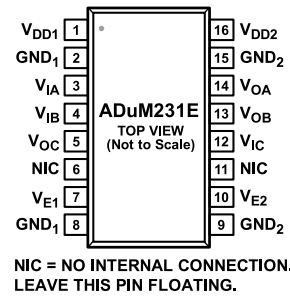 VDD1 1 16 VDD2
GND1 2 15 GND2
VIA 3 14 VOA
VIB 4 ADuM231E 13 VOB
VOC 5 TOP VIEW 12 VIC
(Not to Scale)
NIC 6 11 NIC
VE1 7 10 VE2
GND1 8 9 GND2
NIC = NO INTERNAL CONNECTION.
LEAVE THIS PIN FLOATING.